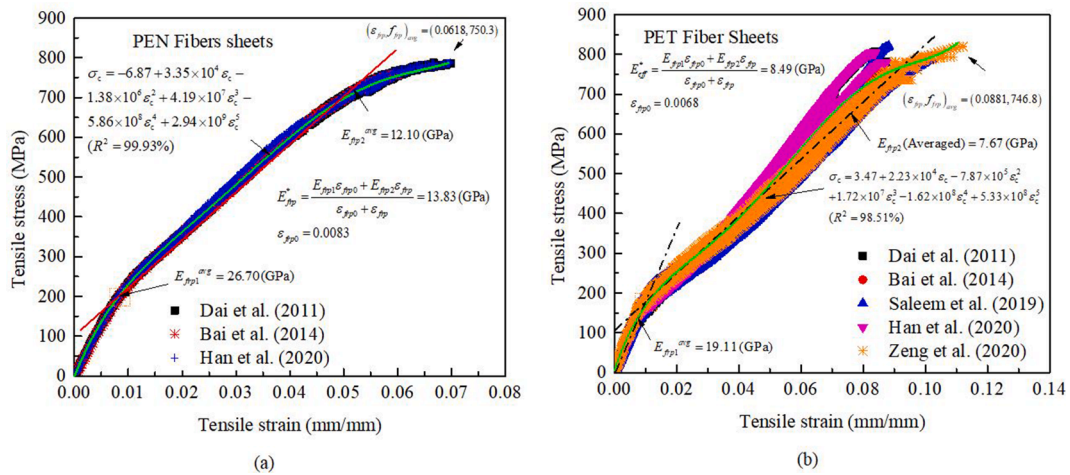 PEN Fibers sheets
(ε_frp, f_frp)_avg = (0.0618,750.3)
σ_c = −6.87+3.35×10^4 ε_c −
1.38×10^6 ε_c^2 + 4.19×10^7 ε_c^3 −
5.86×10^8 ε_c^4 + 2.94×10^9 ε_c^5
(R^2 = 99.93%)
E_frp2^avg = 12.10 (GPa)
E*_frp = (E_frp1 ε_frp0 + E_frp2 ε_frp) / (ε_frp0 + ε_frp) = 13.83 (GPa)
ε_frp0 = 0.0083
E_frp1^avg = 26.70 (GPa)
Dai et al. (2011)
Bai et al. (2014)
Han et al. (2020)
Tensile stress (MPa)
900
800
700
600
500
400
300
200
100
0
0.00 0.01 0.02 0.03 0.04 0.05 0.06 0.07 0.08
Tensile strain (mm/mm)
(a)
PET Fiber Sheets
E*_eff = (E_frp1 ε_frp0 + E_frp2 ε_frp) / (ε_frp0 + ε_frp) = 8.49 (GPa)
ε_frp0 = 0.0068
(ε_frp, f_frp)_avg = (0.0881,746.8)
E_frp2 (Averaged) = 7.67 (GPa)
σ_c = 3.47+2.23×10^4 ε_c − 7.87×10^5 ε_c^2
+1.72×10^7 ε_c^3 −1.62×10^8 ε_c^4 + 5.33×10^8 ε_c^5
(R^2 = 98.51%)
E_frp1^avg = 19.11 (GPa)
Dai et al. (2011)
Bai et al. (2014)
Saleem et al. (2019)
Han et al. (2020)
Zeng et al. (2020)
Tensile stress (MPa)
900
800
700
600
500
400
300
200
100
0
0.00 0.02 0.04 0.06 0.08 0.10 0.12 0.14
Tensile strain (mm/mm)
(b)